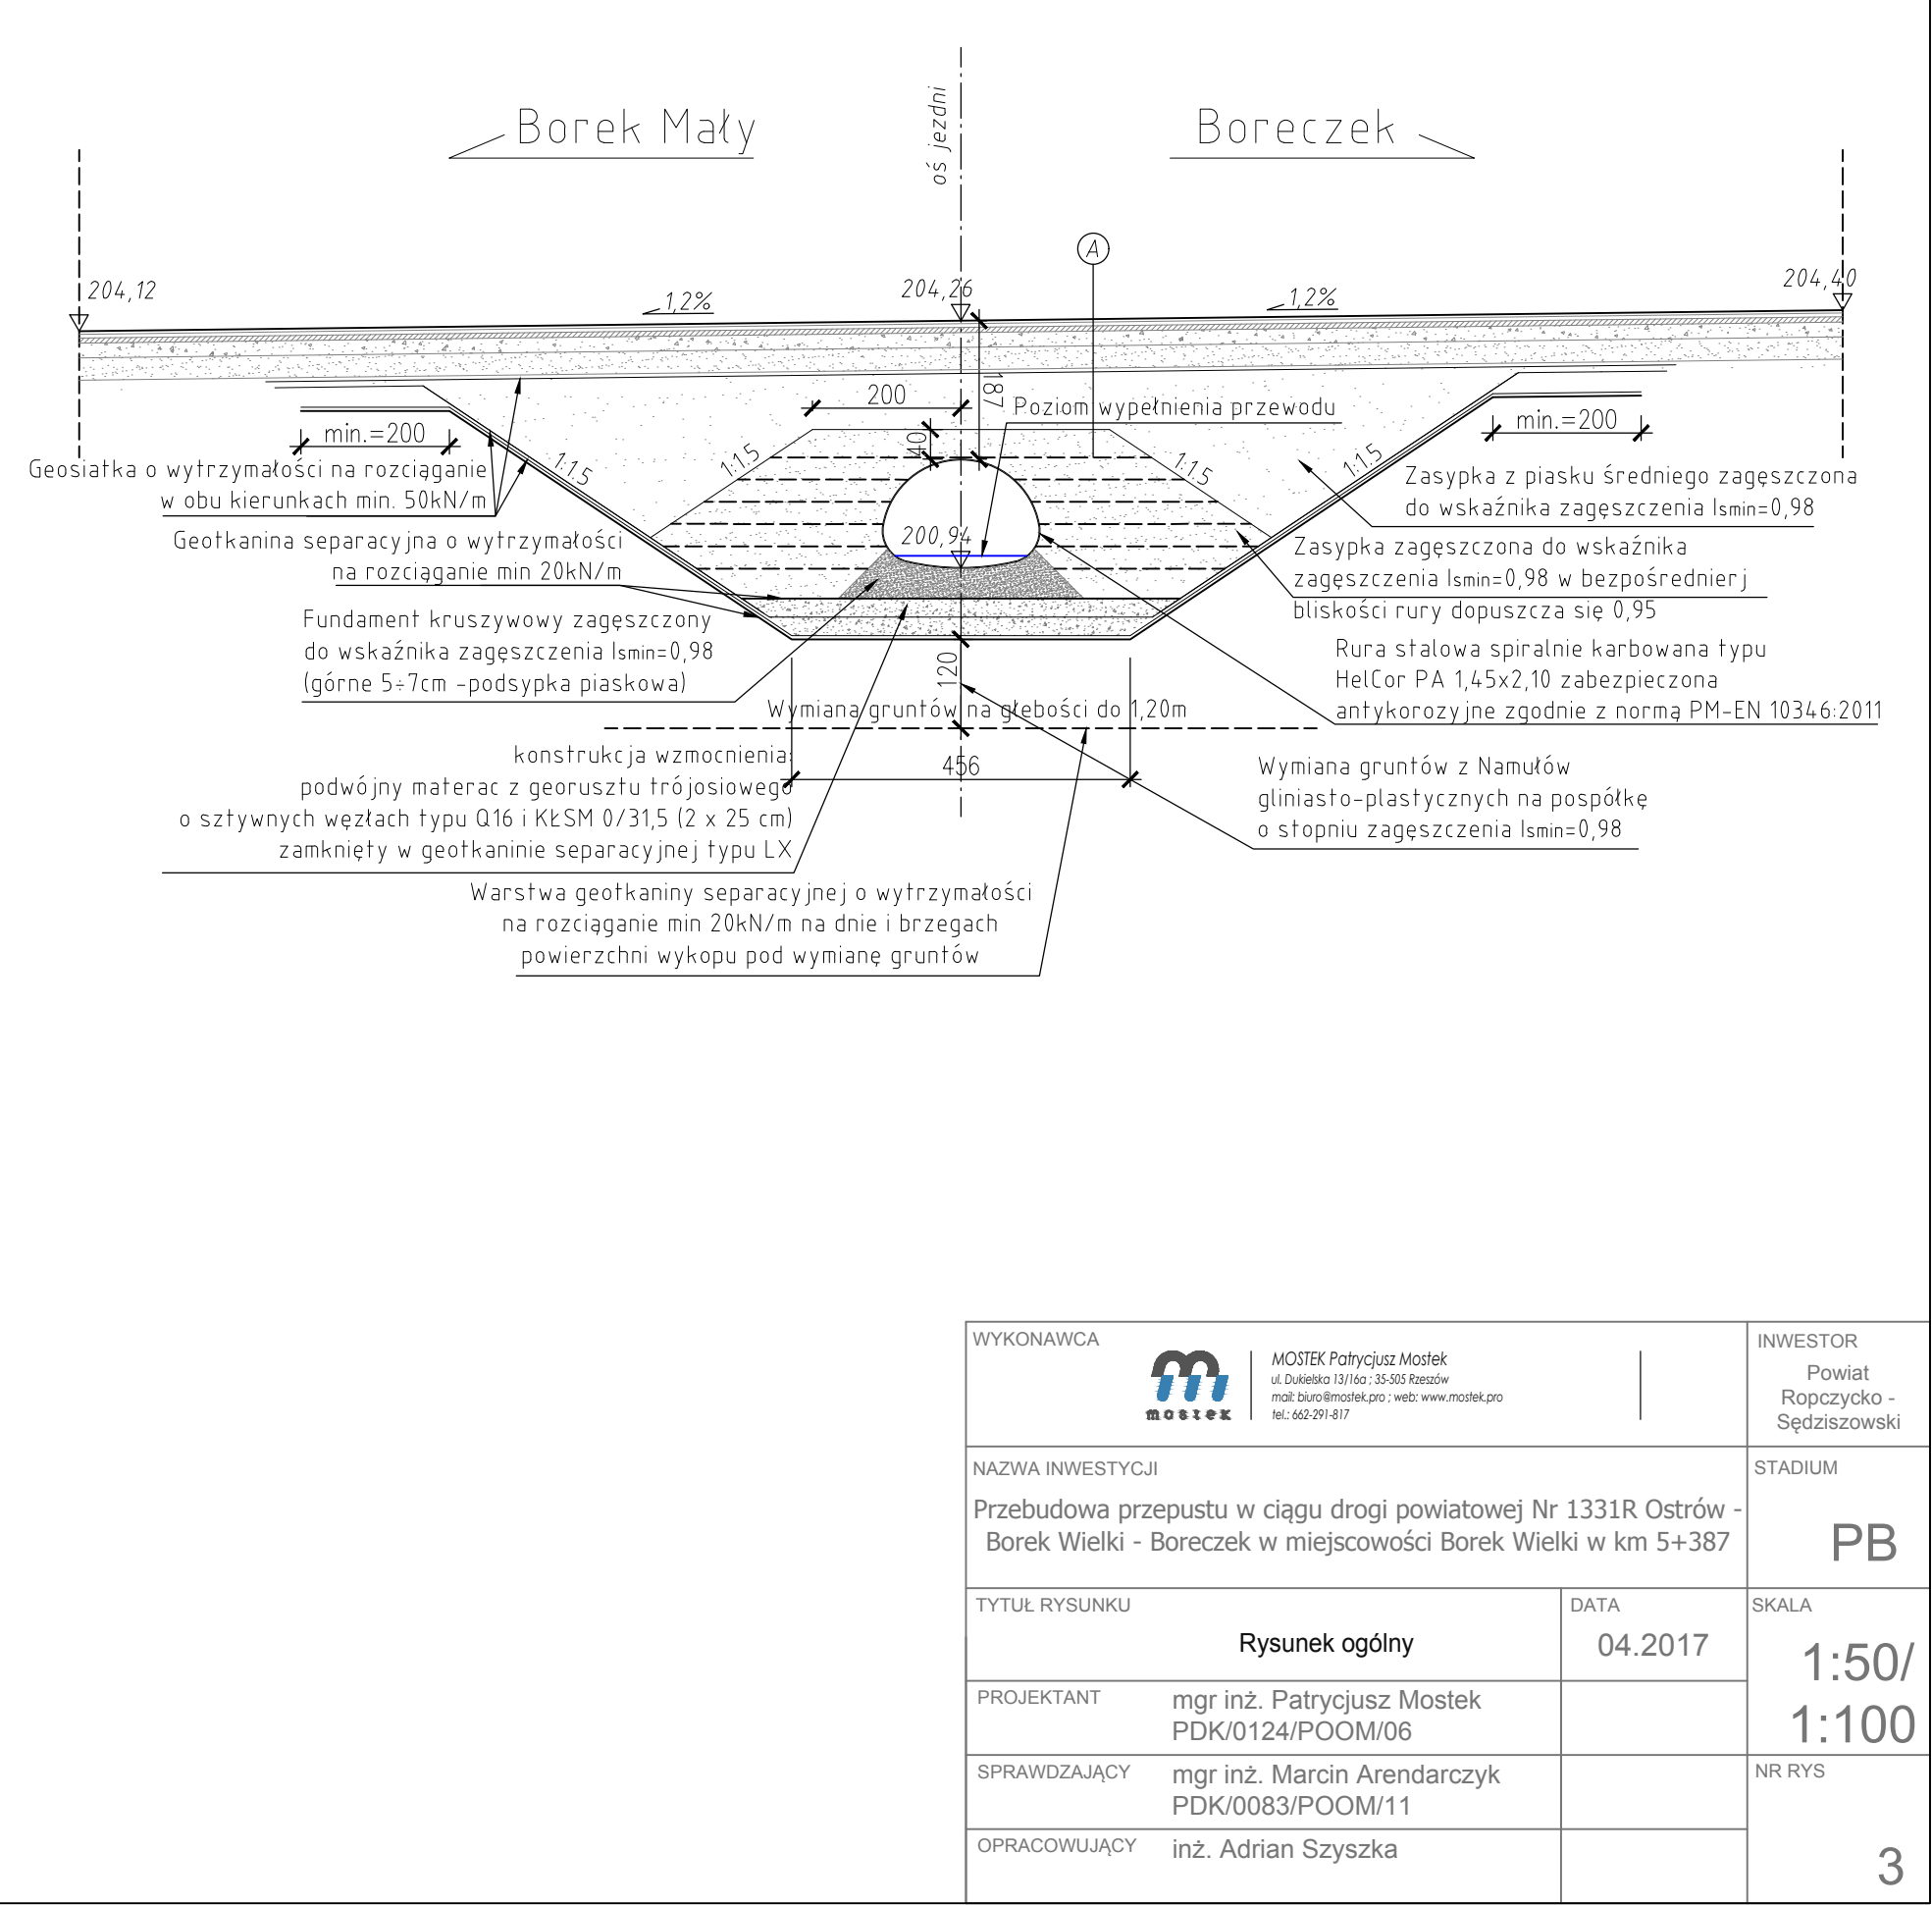 Borek Mały
oś jezdni
Boreczek
A
204,12
1,2%
204,26
1,2%
204,40
187
200
Poziom wypełnienia przewodu
40
min.=200
min.=200
1:1.5
1:1.5
1:1.5
1:1.5
Geosiatka o wytrzymałości na rozciąganie
w obu kierunkach min. 50kN/m
Zasypka z piasku średniego zagęszczona
do wskaźnika zagęszczenia Ismin=0,98
Geotkanina separacyjna o wytrzymałości
na rozciąganie min 20kN/m
200,94
Zasypka zagęszczona do wskaźnika
zagęszczenia Ismin=0,98 w bezpośrednierj
bliskości rury dopuszcza się 0,95
Fundament kruszywowy zagęszczony
do wskaźnika zagęszczenia Ismin=0,98
(górne 5÷7cm -podsypka piaskowa)
Rura stalowa spiralnie karbowana typu
HelCor PA 1,45x2,10 zabezpieczona
antykorozyjne zgodnie z normą PM-EN 10346:2011
120
Wymiana gruntów na głebości do 1,20m
456
konstrukcja wzmocnienia:
podwójny materac z georusztu trójosiowego
o sztywnych węzłach typu Q16 i KŁSM 0/31,5 (2 x 25 cm)
zamknięty w geotkaninie separacyjnej typu LX
Wymiana gruntów z Namułów
gliniasto-plastycznych na pospółkę
o stopniu zagęszczenia Ismin=0,98
Warstwa geotkaniny separacyjnej o wytrzymałości
na rozciąganie min 20kN/m na dnie i brzegach
powierzchni wykopu pod wymianę gruntów
WYKONAWCA
mostek
MOSTEK Patrycjusz Mostek
ul. Dukielska 13/16a ; 35-505 Rzeszów
mail: biuro@mostek.pro ; web: www.mostek.pro
tel.: 662-291-817
INWESTOR
Powiat
Ropczycko -
Sędziszowski
NAZWA INWESTYCJI
Przebudowa przepustu w ciągu drogi powiatowej Nr 1331R Ostrów -
Borek Wielki - Boreczek w miejscowości Borek Wielki w km 5+387
STADIUM
PB
TYTUŁ RYSUNKU
Rysunek ogólny
DATA
04.2017
SKALA
1:50/
1:100
PROJEKTANT
mgr inż. Patrycjusz Mostek
PDK/0124/POOM/06
SPRAWDZAJĄCY
mgr inż. Marcin Arendarczyk
PDK/0083/POOM/11
NR RYS
3
OPRACOWUJĄCY
inż. Adrian Szyszka